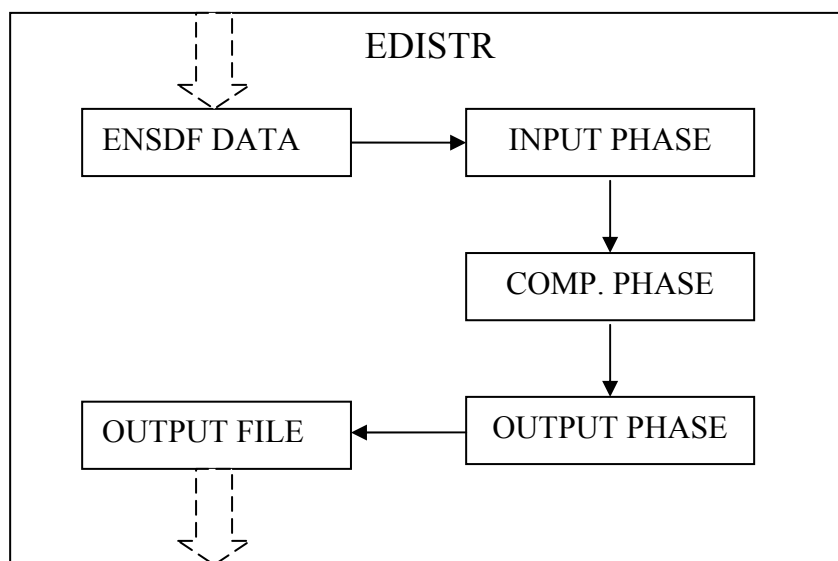 EDISTR
ENSDF DATA
INPUT PHASE
COMP. PHASE
OUTPUT FILE
OUTPUT PHASE